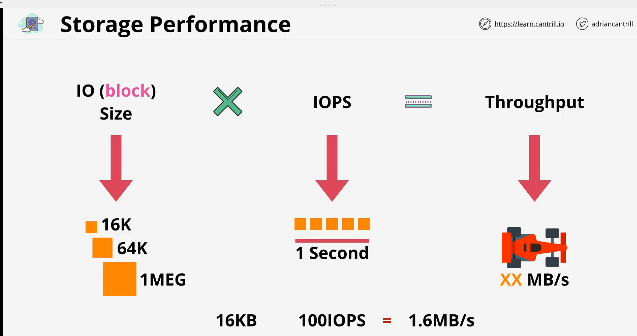 Storage Performance
https://learn.cantrill.io
adriancantrill
IO (block)
Size
IOPS
Throughput
16K
64K
1MEG
1 Second
XX MB/s
16KB 100IOPS = 1.6MB/s